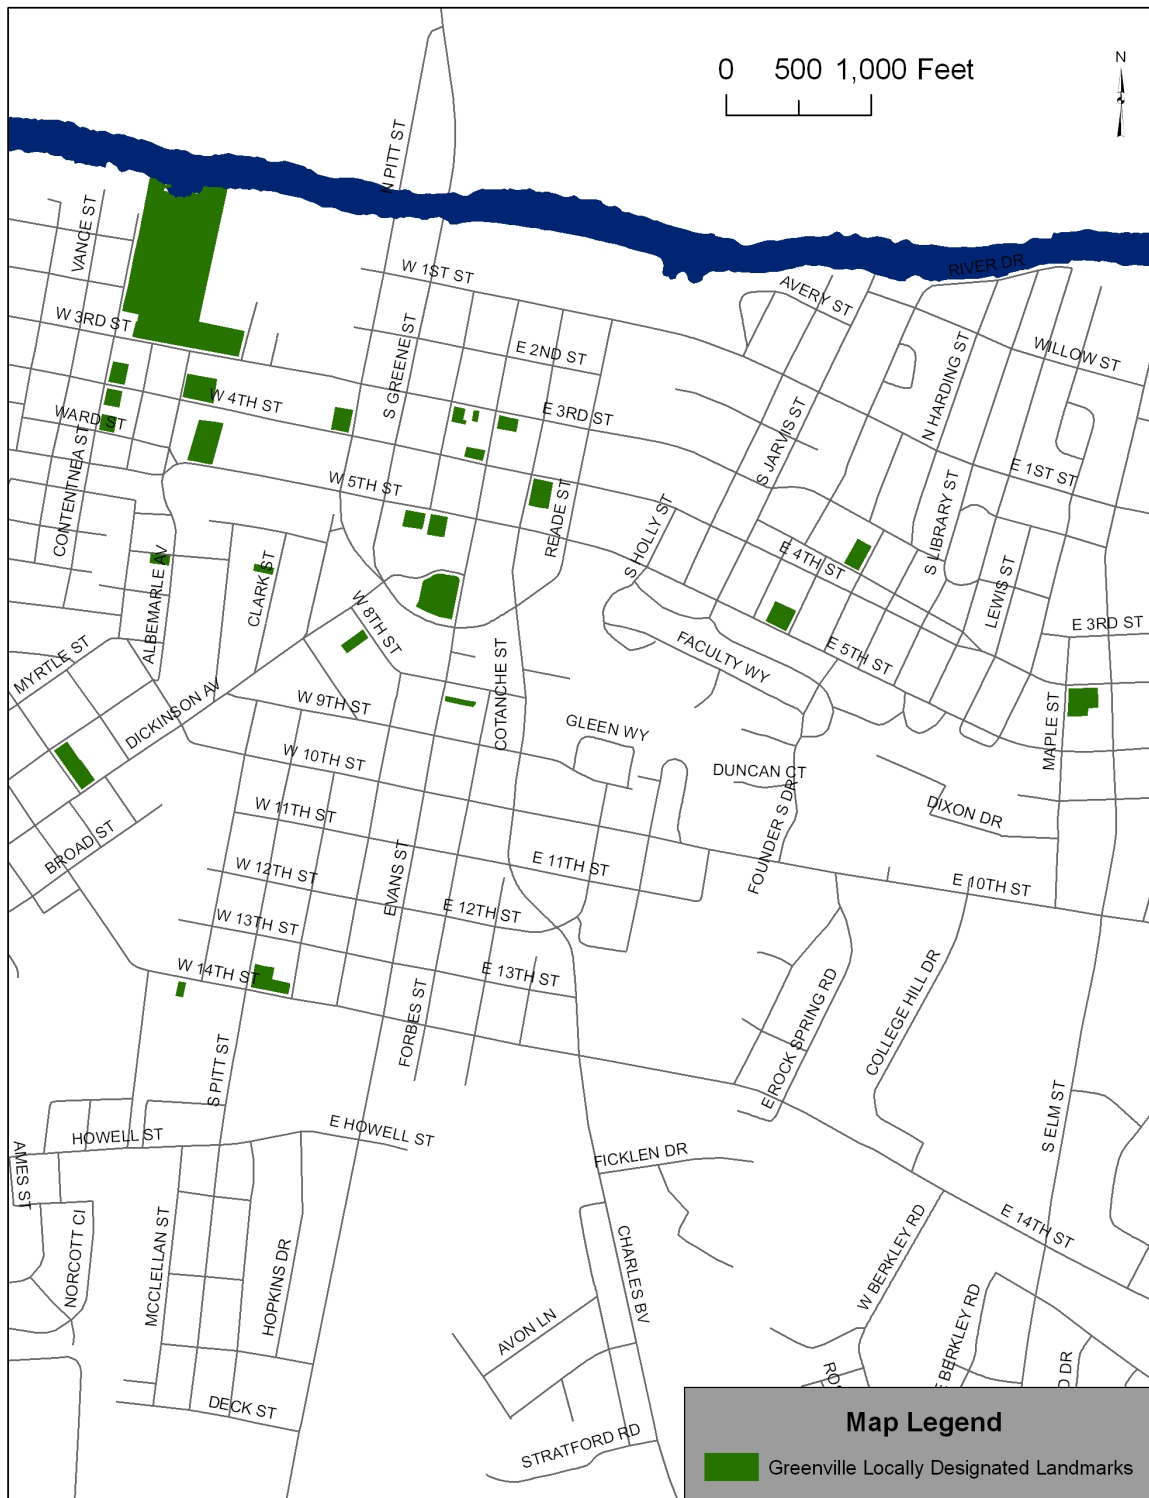 0 500 1,000 Feet
N
N PITT ST
VANCE ST
W 1ST ST
RIVER DR
AVERY ST
W 3RD ST
S GREENE ST
E 2ND ST
WILLOW ST
N HARDING ST
W 4TH ST
E 3RD ST
WARD ST
S JARVIS ST
E 1ST ST
CONTENTNEA ST
W 5TH ST
READE ST
S HOLLY ST
S LIBRARY ST
E 4TH ST
ALBEMARLE AV
CLARK ST
LEWIS ST
W 8TH ST
E 3RD ST
MYRTLE ST
FACULTY WY
E 5TH ST
DICKINSON AV
W 9TH ST
COTANCHE ST
GLEEN WY
MAPLE ST
W 10TH ST
DUNCAN CT
W 11TH ST
DIXON DR
BROAD ST
FOUNDER S DR
W 12TH ST
EVANS ST
E 11TH ST
E 10TH ST
W 13TH ST
E 12TH ST
W 14TH ST
E 13TH ST
FORBES ST
E ROCK SPRING RD
COLLEGE HILL DR
S PITT ST
S ELM ST
HOWELL ST
E HOWELL ST
AMES ST
FICKLEN DR
NORCOTT CI
MCCLELLAN ST
HOPKINS DR
CHARLES BV
W BERKLEY RD
E 14TH ST
AVON LN
E BERKLEY RD
RO
D DR
DECK ST
STRATFORD RD
Map Legend
Greenville Locally Designated Landmarks